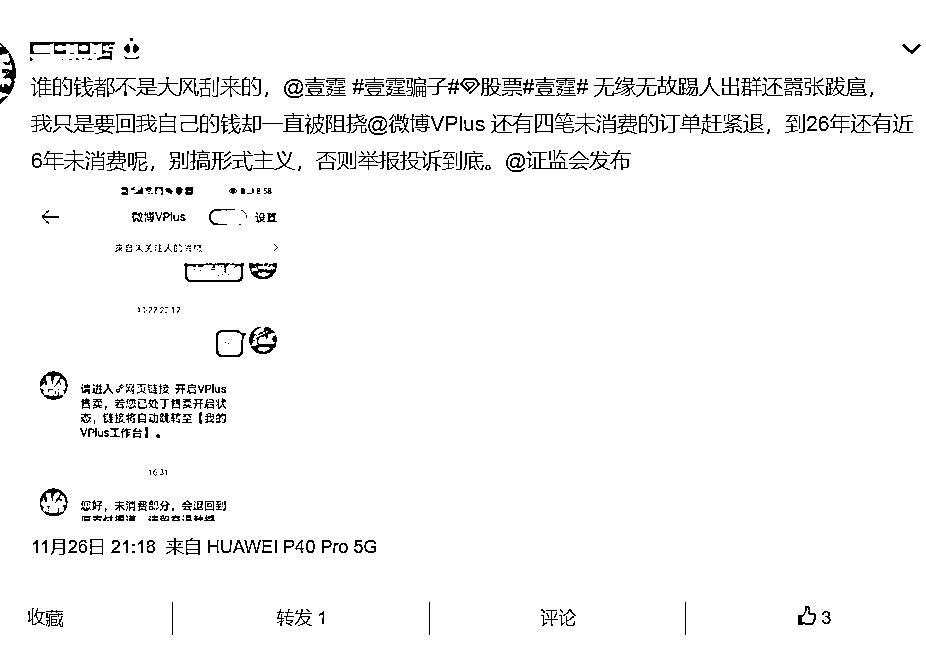 谁的钱都不是大风刮来的，@壹霆 #壹霆骗子#股票#壹霆# 无缘无故踢人出群还嚣张跋扈，
我只是要回我自己的钱却一直被阻挠@微博VPlus 还有四笔未消费的订单赶紧退，到26年还有近
6年未消费呢，别搞形式主义，否则举报投诉到底。@证监会发布
8:58
微博VPlus
设置
来自未关注人的消息
请进入网页链接 开启VPlus
售卖，若您已处于售卖开启状
态，链接将自动跳转至【我的
VPlus工作台】。
16:31
您好，未消费部分，会退回到
11月26日 21:18 来自 HUAWEI P40 Pro 5G
收藏
转发 1
评论
3